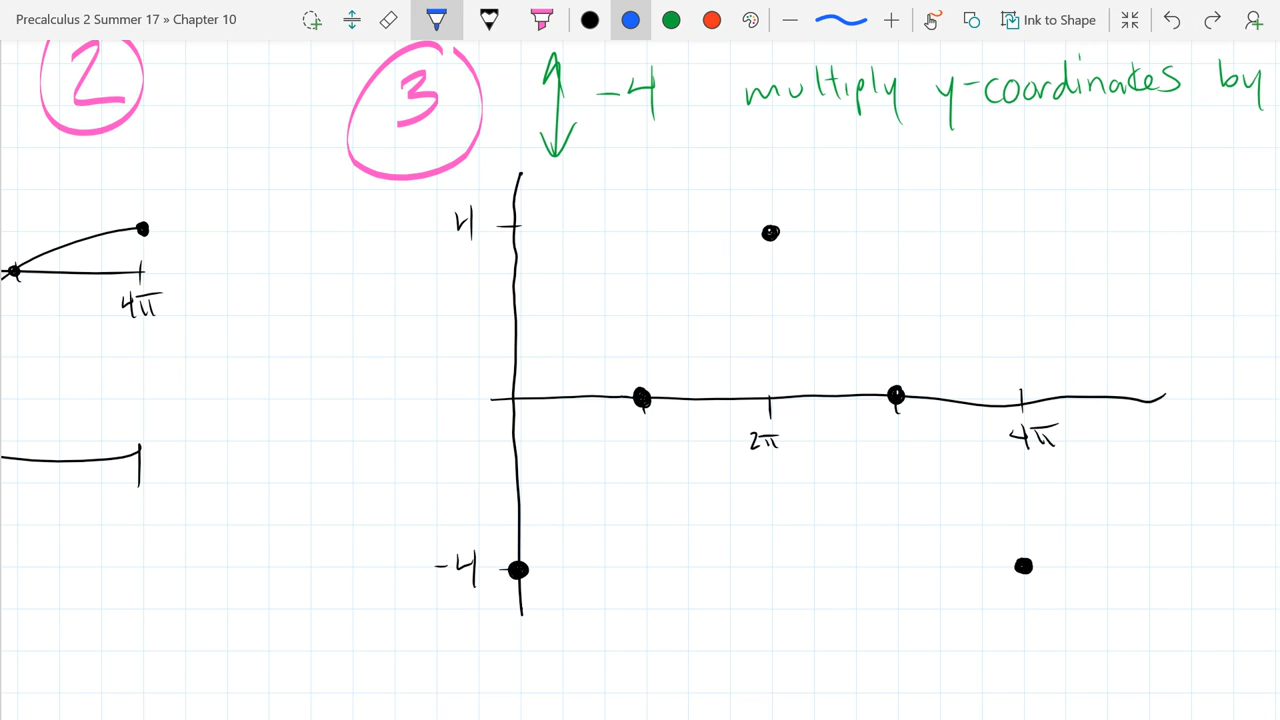 Precalculus 2 Summer 17 » Chapter 10
Ink to Shape
2
3
-4 multiply y-coordinates by
4
4π
2π
4π
-4